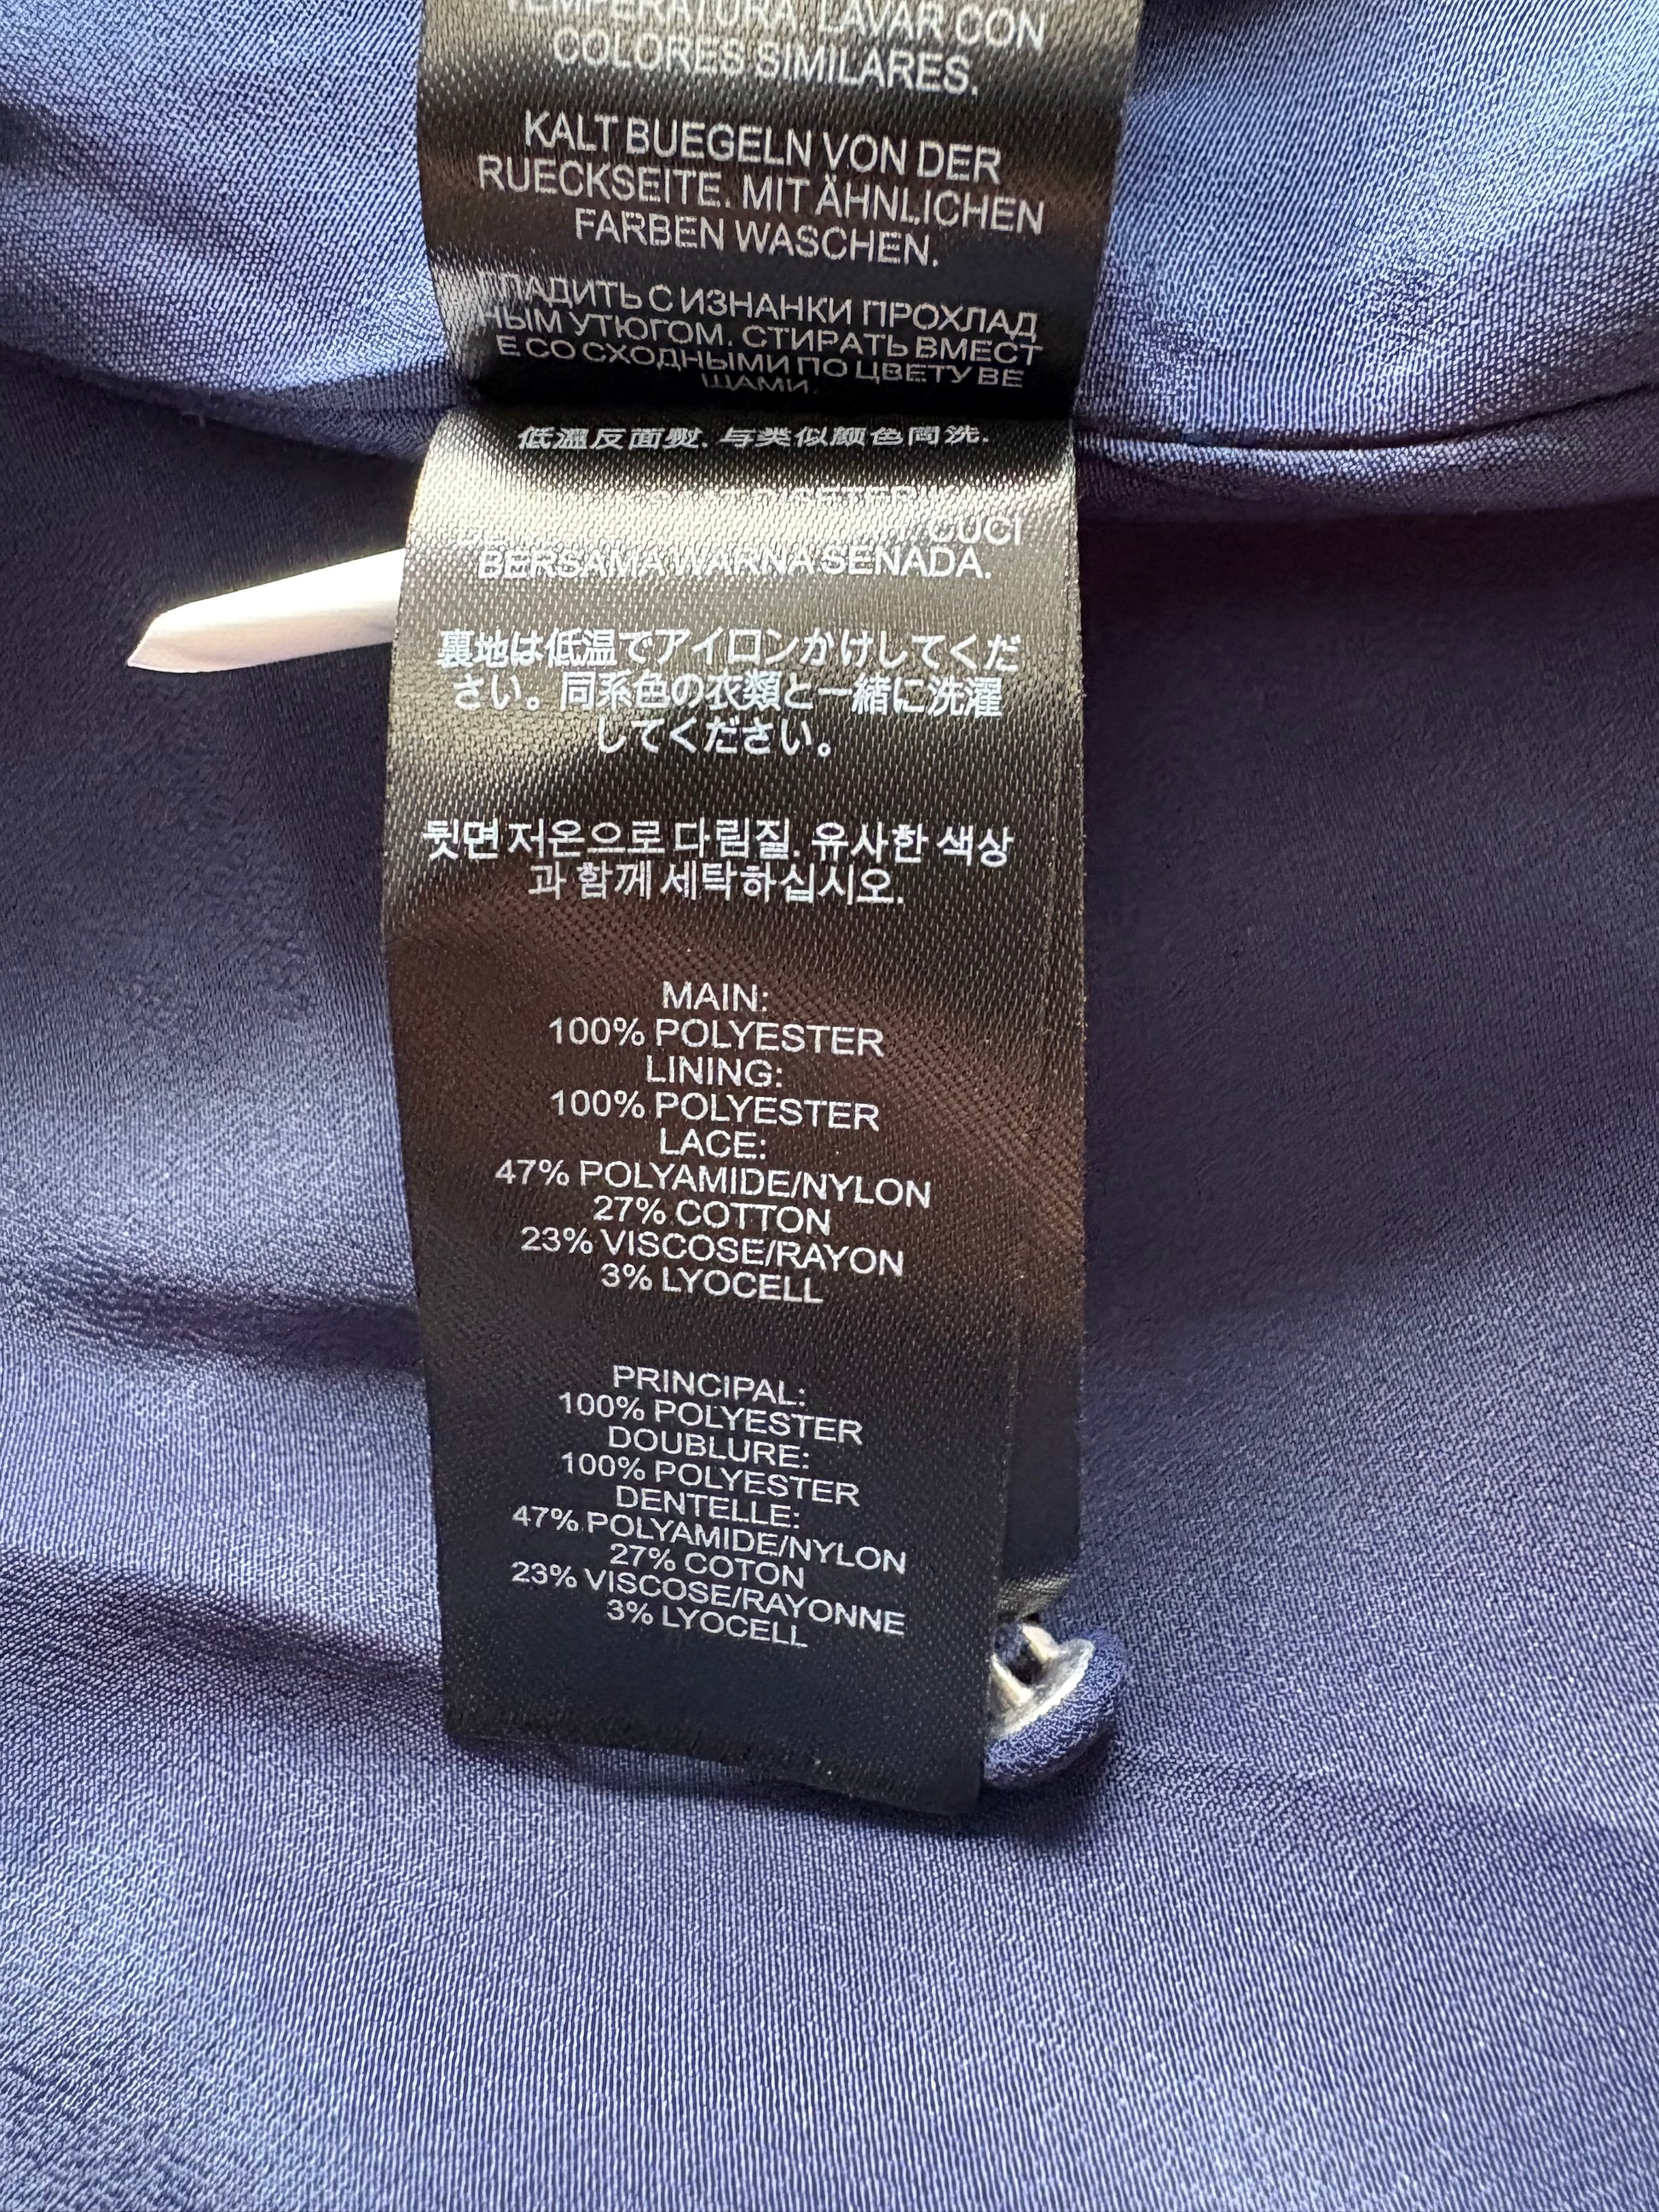 TEMPERATURA. LAVAR CON
COLORES SIMILARES.
KALT BUEGELN VON DER
RUECKSEITE. MIT ÄHNLICHEN
FARBEN WASCHEN.
ГЛАДИТЬ С ИЗНАНКИ ПРОХЛАД
НЫМ УТЮГОМ. СТИРАТЬ ВМЕСТ
Е СО СХОДНЫМИ ПО ЦВЕТУ ВЕ
ЩАМИ.
低温反面熨. 与类似颜色同洗.
CUCI
BERSAMA WARNA SENADA.
裏地は低温でアイロンかけしてくだ
さい。同系色の衣類と一緒に洗濯
してください。
뒷면 저온으로 다림질. 유사한 색상
과 함께 세탁하십시오.
MAIN:
100% POLYESTER
LINING:
100% POLYESTER
LACE:
47% POLYAMIDE/NYLON
27% COTTON
23% VISCOSE/RAYON
3% LYOCELL
PRINCIPAL:
100% POLYESTER
DOUBLURE:
100% POLYESTER
DENTELLE:
47% POLYAMIDE/NYLON
27% COTON
23% VISCOSE/RAYONNE
3% LYOCELL